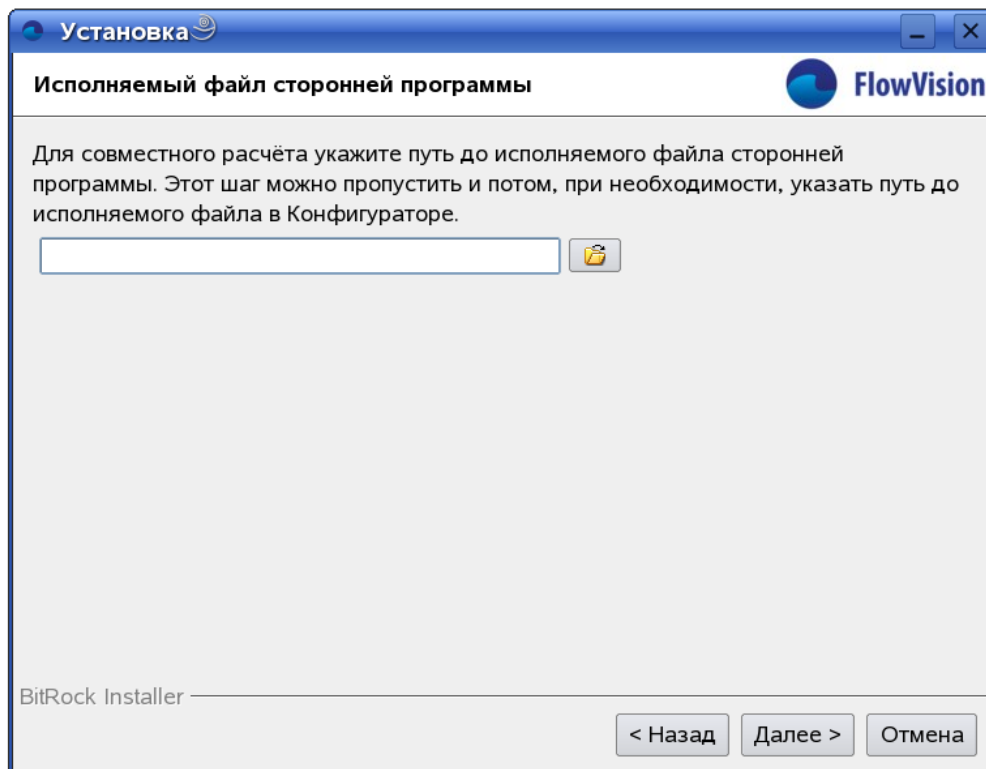 Установка
Исполняемый файл сторонней программы
FlowVision
Для совместного расчёта укажите путь до исполняемого файла сторонней
программы. Этот шаг можно пропустить и потом, при необходимости, указать путь до
исполняемого файла в Конфигураторе.
BitRock Installer
< Назад
Далее >
Отмена